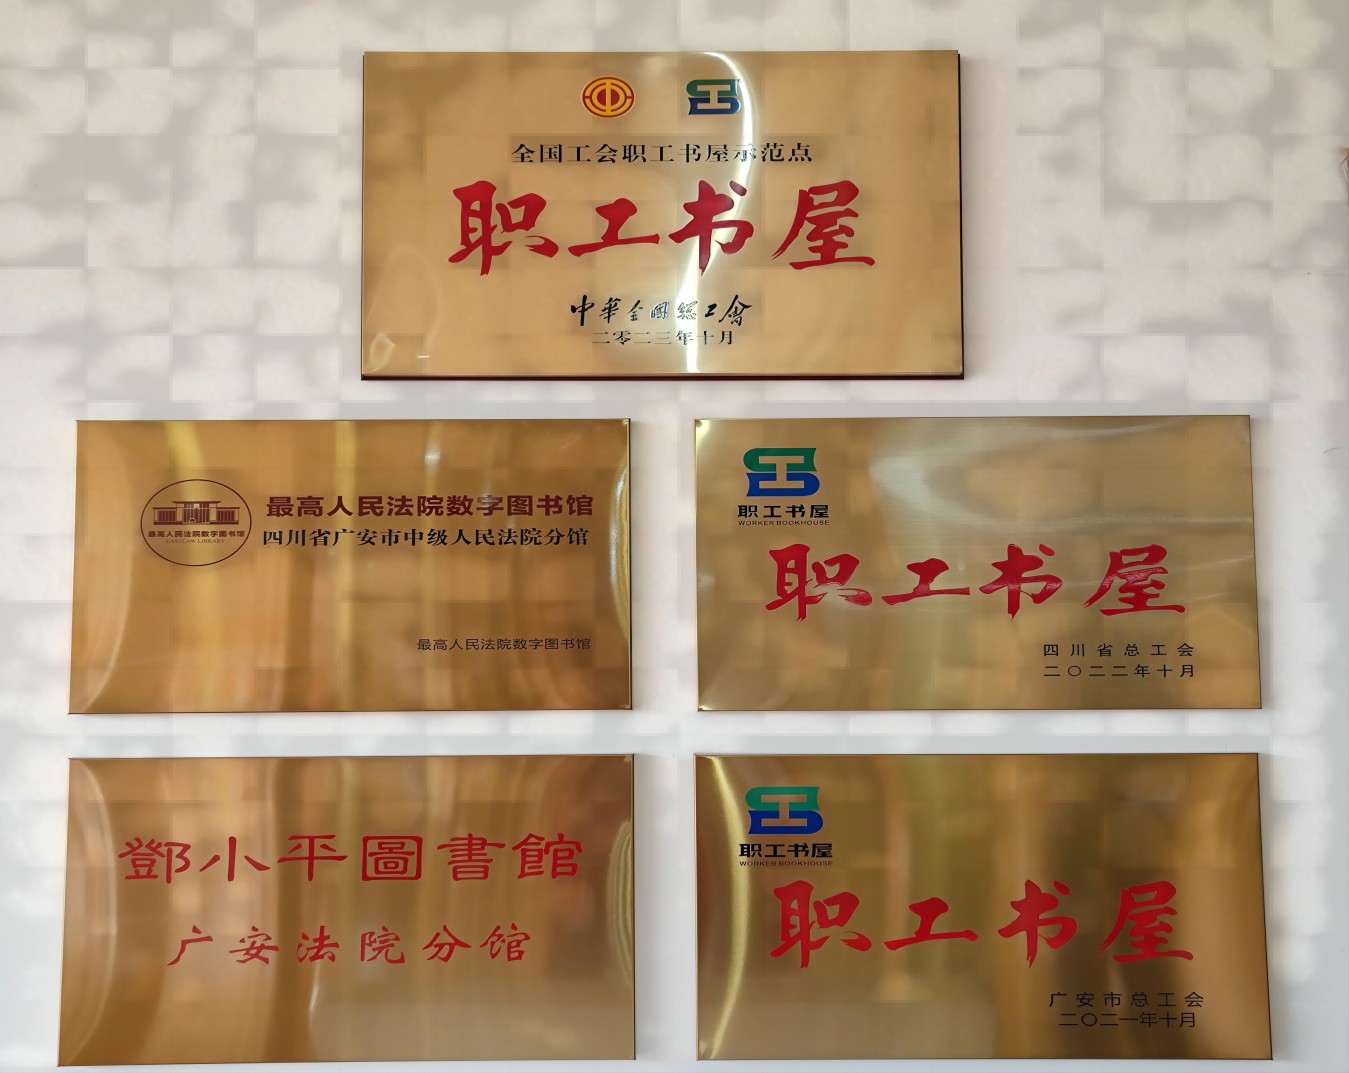 全国工会职工书屋示范点
职工书屋
中華全國總工會
二零二三年十月
最高人民法院数字图书馆
四川省广安市中级人民法院分馆
最高人民法院数字图书馆
FASTLAW LIBRARY
最高人民法院数字图书馆
职工书屋
WORKER BOOKHOUSE
职工书屋
四川省总工会
二〇二二年十月
鄧小平圖書館
广安法院分馆
职工书屋
WORKER BOOKHOUSE
职工书屋
广安市总工会
二〇二一年十月